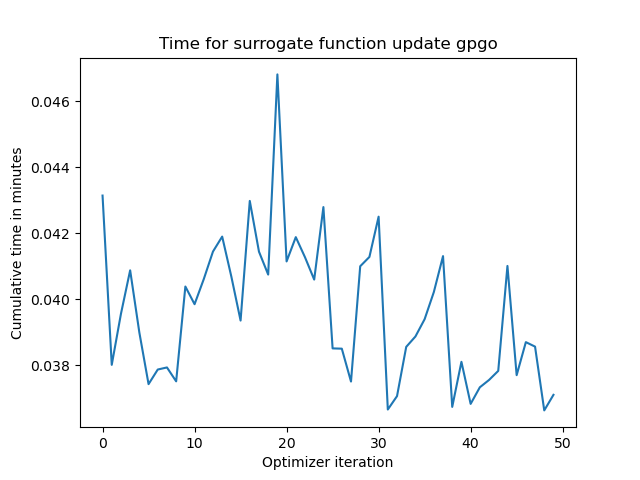 Time for surrogate function update gpgo
Cumulative time in minutes
0.046
0.044
0.042
0.040
0.038
0 10 20 30 40 50
Optimizer iteration